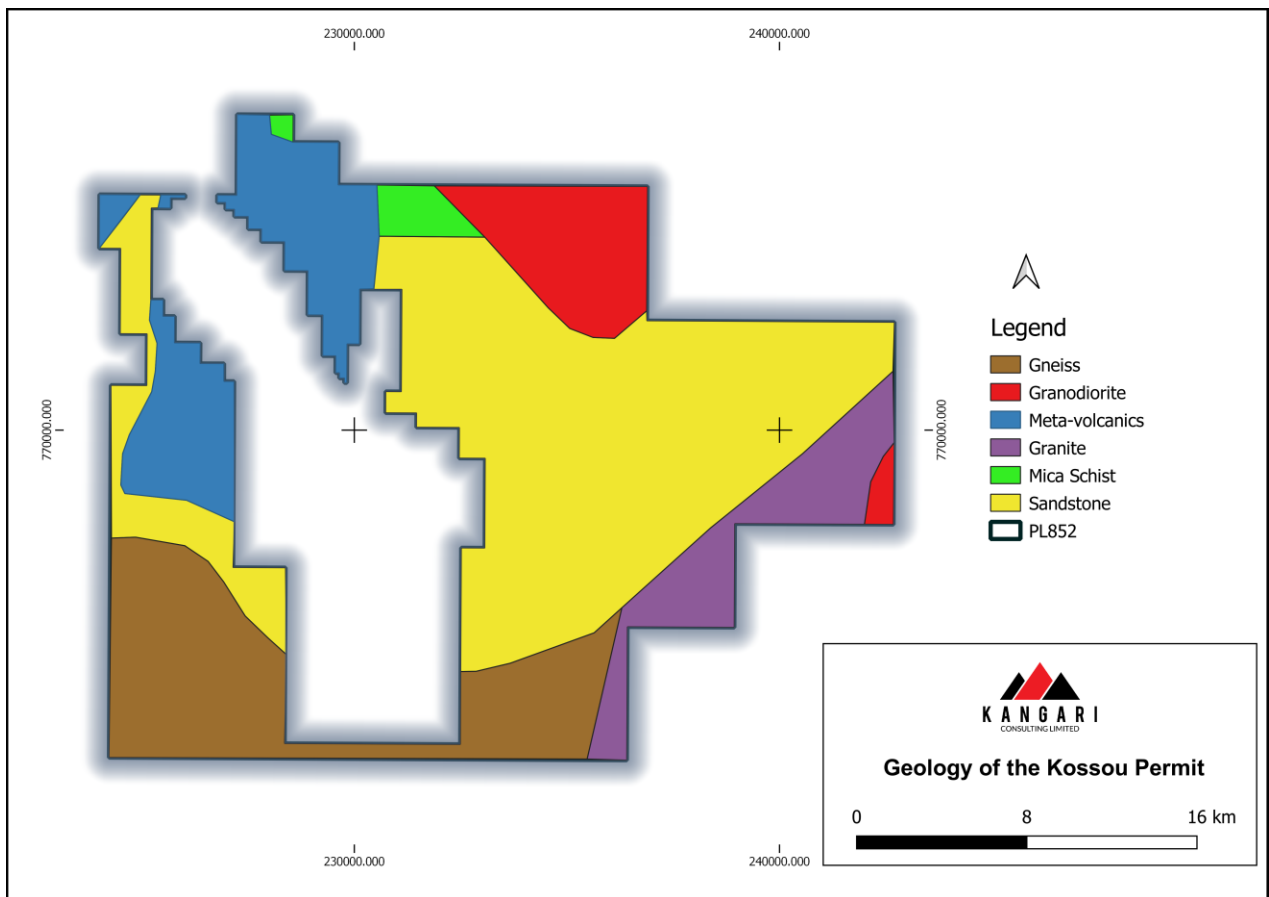 230000.000
240000.000
770000.000
770000.000
Legend
Gneiss
Granodiorite
Meta-volcanics
Granite
Mica Schist
Sandstone
PL852
KANGARI
CONSULTING LIMITED
Geology of the Kossou Permit
0 8 16 km
230000.000
240000.000